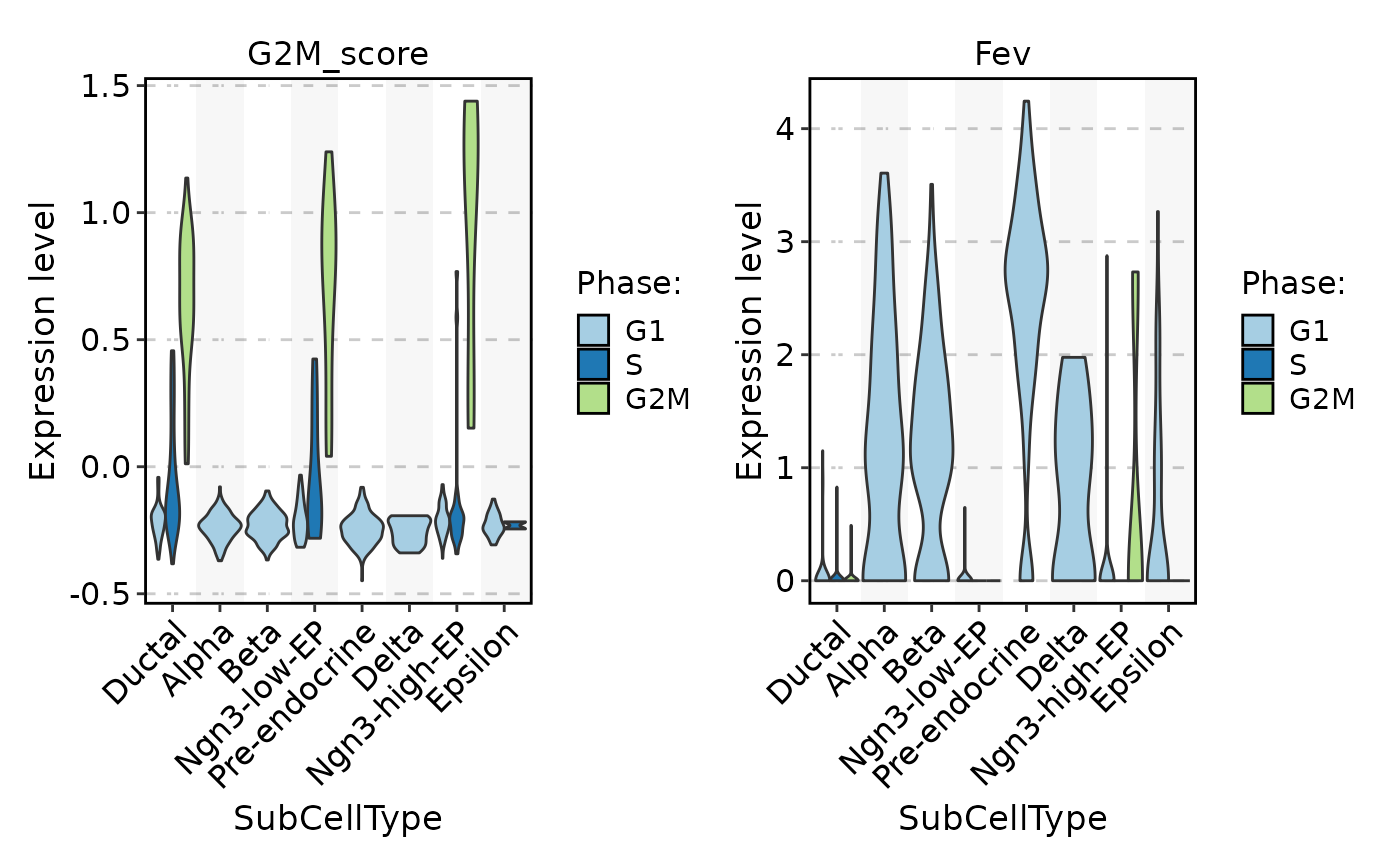 G2M_score
Expression level
1.5
1.0
0.5
0.0
-0.5
Ductal
Alpha
Beta
Ngn3-low-EP
Pre-endocrine
Delta
Ngn3-high-EP
Epsilon
SubCellType
Phase:
G1
S
G2M
Fev
Expression level
4
3
2
1
0
Ductal
Alpha
Beta
Ngn3-low-EP
Pre-endocrine
Delta
Ngn3-high-EP
Epsilon
SubCellType
Phase:
G1
S
G2M